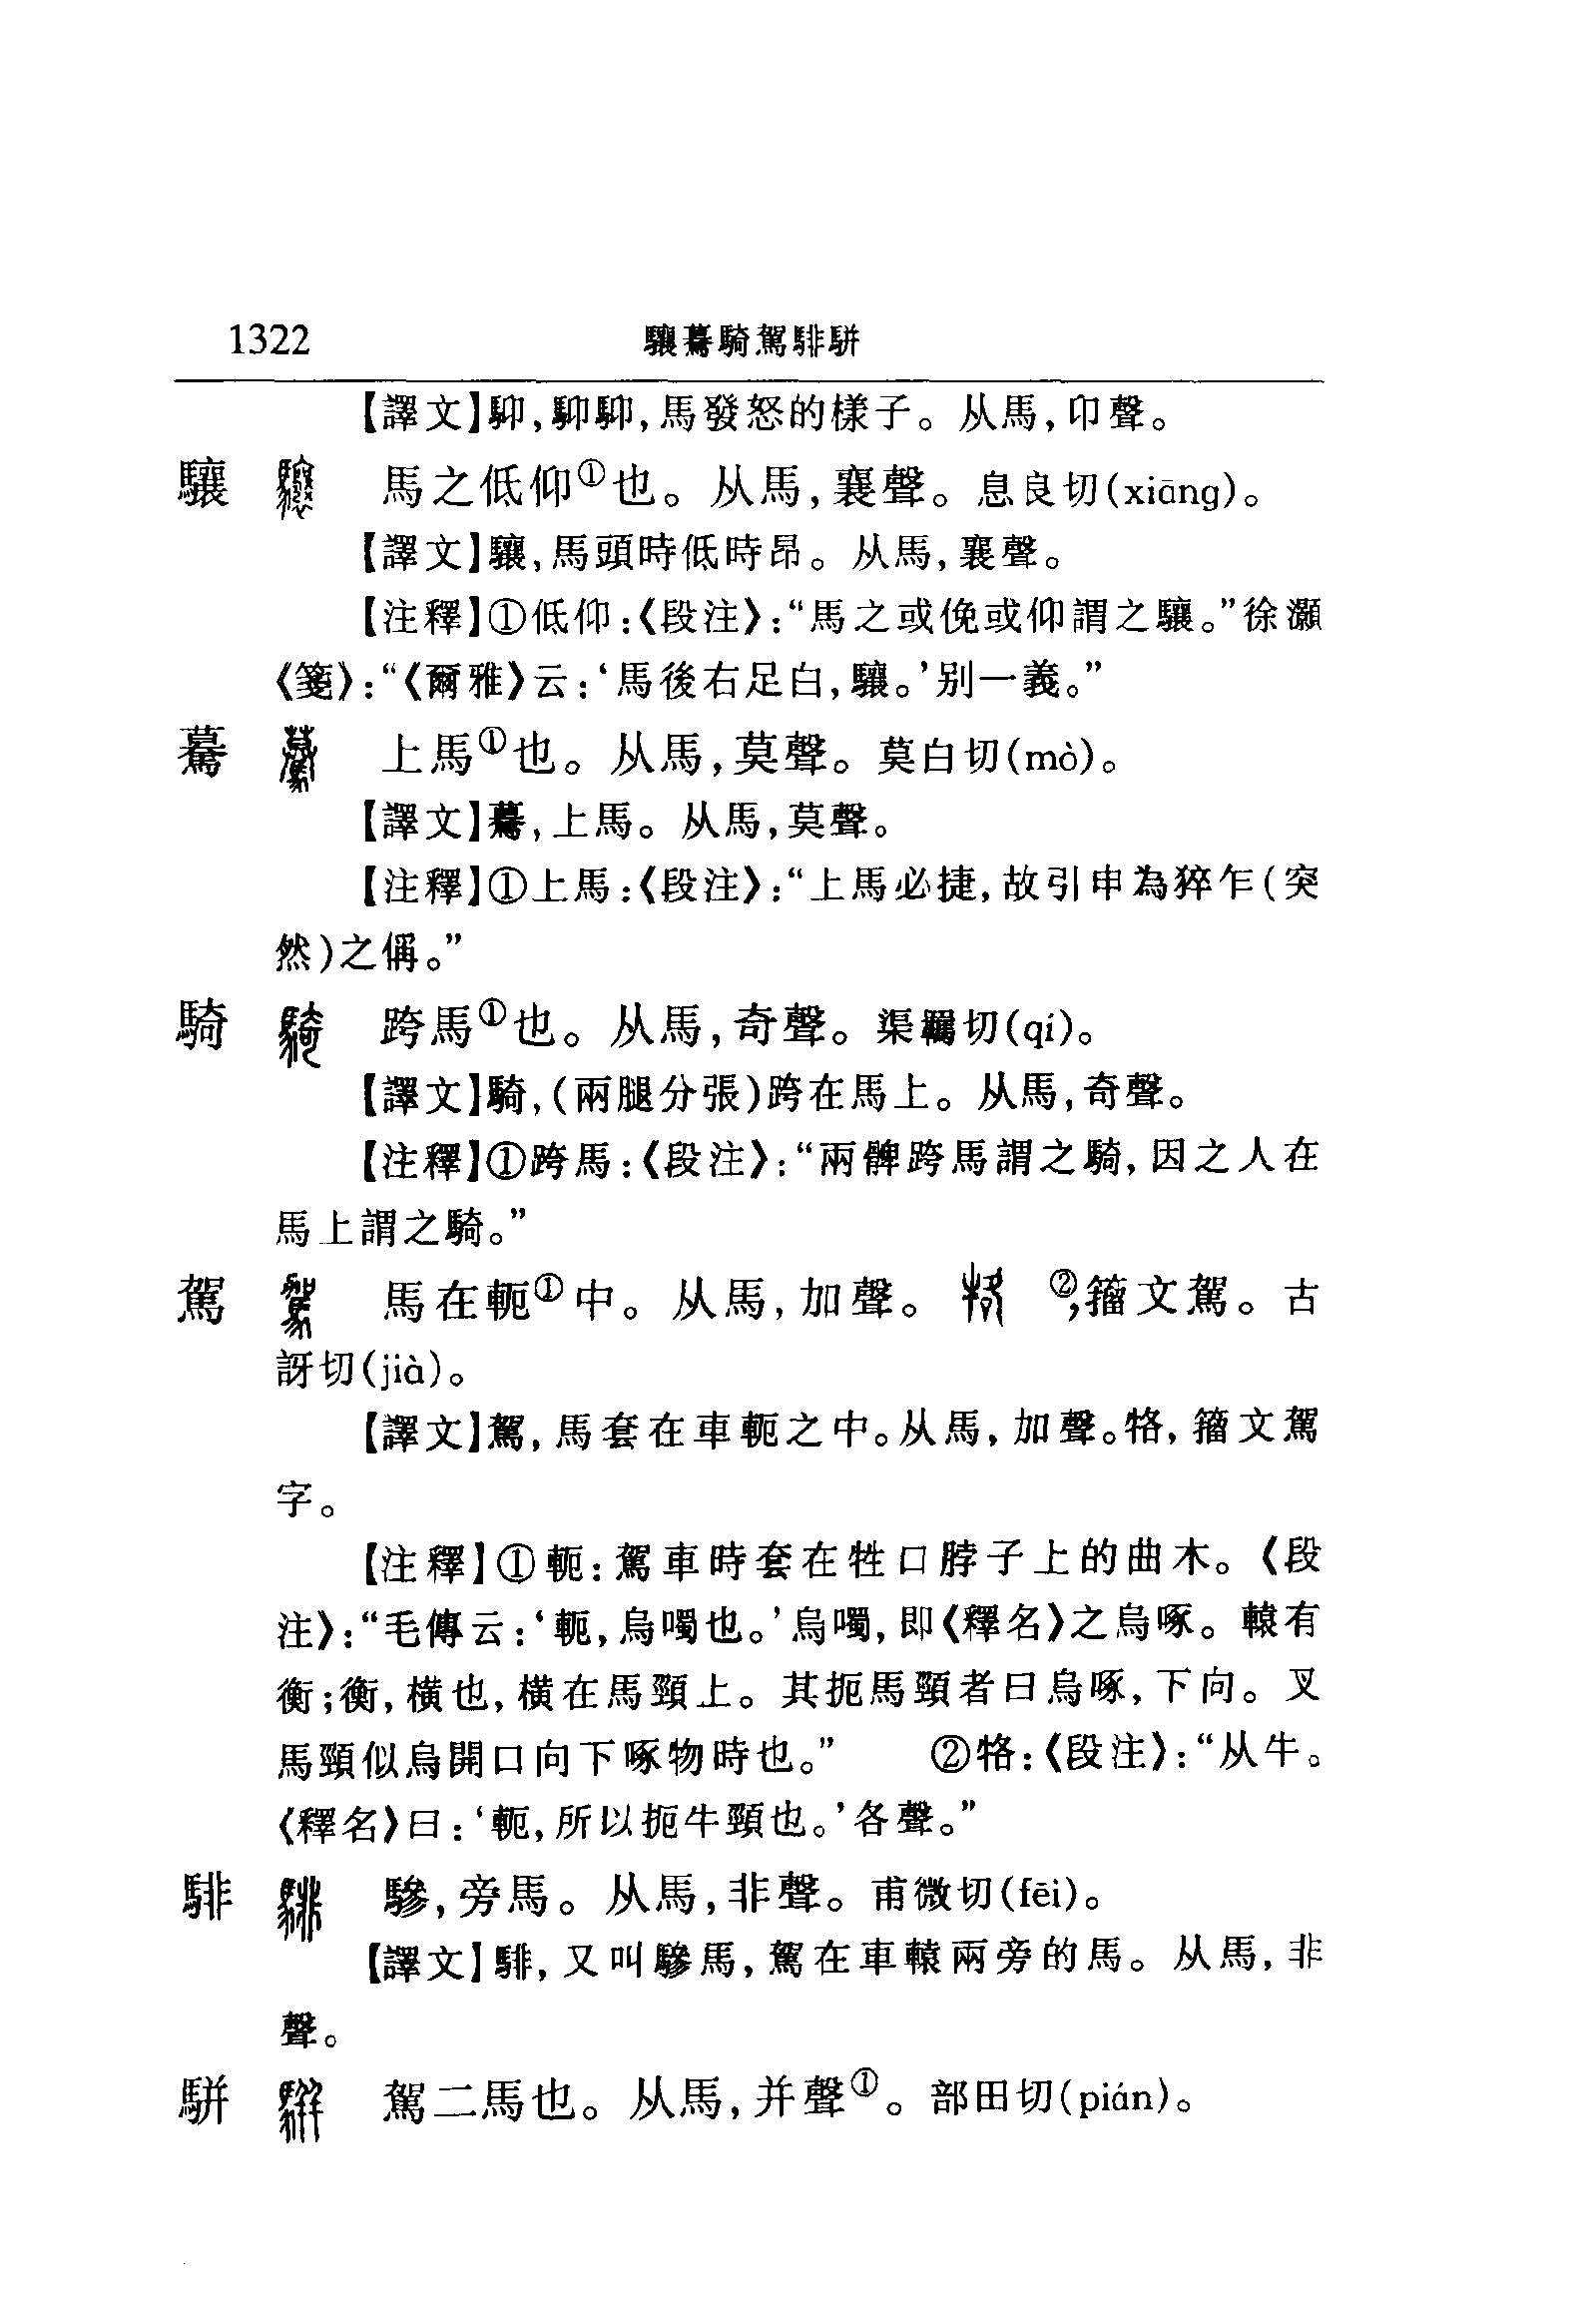 1322 驤驀騎駕騑駢
【譯文】䭹,䭹䭹,馬發怒的樣子。从馬,卬聲。
驤 馬之低仰①也。从馬,襄聲。息良切(xiāng)。
【譯文】驤,馬頭時低時昂。从馬,襄聲。
【注釋】①低仰:《段注》:“馬之或俛或仰謂之驤。”徐灝
《箋》:“《爾雅》云:‘馬後右足白,驤。’别一義。”
驀 上馬①也。从馬,莫聲。莫白切(mò)。
【譯文】驀,上馬。从馬,莫聲。
【注釋】①上馬:《段注》:“上馬必捷,故引申為猝乍(突
然)之偁。”
騎 跨馬①也。从馬,奇聲。渠羈切(qí)。
【譯文】騎,(兩腿分張)跨在馬上。从馬,奇聲。
【注釋】①跨馬:《段注》:“兩髀跨馬謂之騎,因之人在
馬上謂之騎。”
駕 馬在軛①中。从馬,加聲。 ②,籀文駕。古
訝切(jià)。
【譯文】駕,馬套在車軛之中。从馬,加聲。㸵,籀文駕
字。
【注釋】①軛:駕車時套在牲口脖子上的曲木。《段
注》:“毛傳云:‘軛,烏噣也。’烏噣,即《釋名》之烏啄。轅有
衡;衡,橫也,橫在馬頸上。其扼馬頸者曰烏啄,下向。叉
馬頸似烏開口向下啄物時也。” ②㸵:《段注》:“从牛。
《釋名》曰:‘軛,所以扼牛頸也。’各聲。”
騑 驂,旁馬。从馬,非聲。甫微切(fēi)。
【譯文】騑,又叫驂馬,駕在車轅兩旁的馬。从馬,非
聲。
駢 駕二馬也。从馬,并聲①。部田切(pián)。